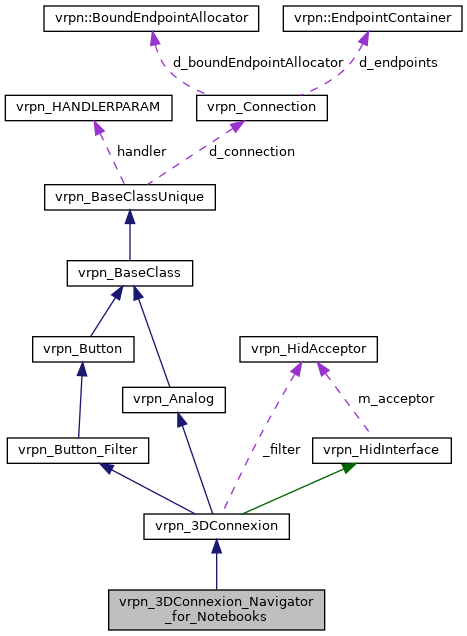 vrpn::BoundEndpointAllocator
vrpn::EndpointContainer
d_boundEndpointAllocator
d_endpoints
vrpn_HANDLERPARAM
vrpn_Connection
handler
d_connection
vrpn_BaseClassUnique
vrpn_BaseClass
vrpn_Button
vrpn_HidAcceptor
vrpn_Analog
m_acceptor
vrpn_Button_Filter
_filter
vrpn_HidInterface
vrpn_3DConnexion
vrpn_3DConnexion_Navigator
_for_Notebooks